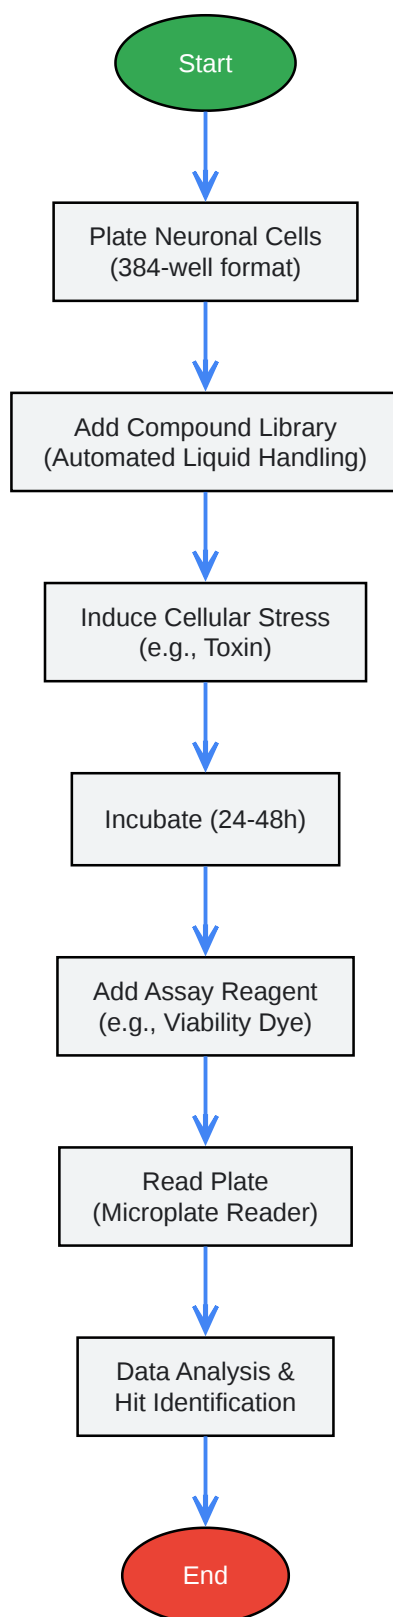 Start
Plate Neuronal Cells
(384-well format)
Add Compound Library
(Automated Liquid Handling)
Induce Cellular Stress
(e.g., Toxin)
Incubate (24-48h)
Add Assay Reagent
(e.g., Viability Dye)
Read Plate
(Microplate Reader)
Data Analysis &
Hit Identification
End